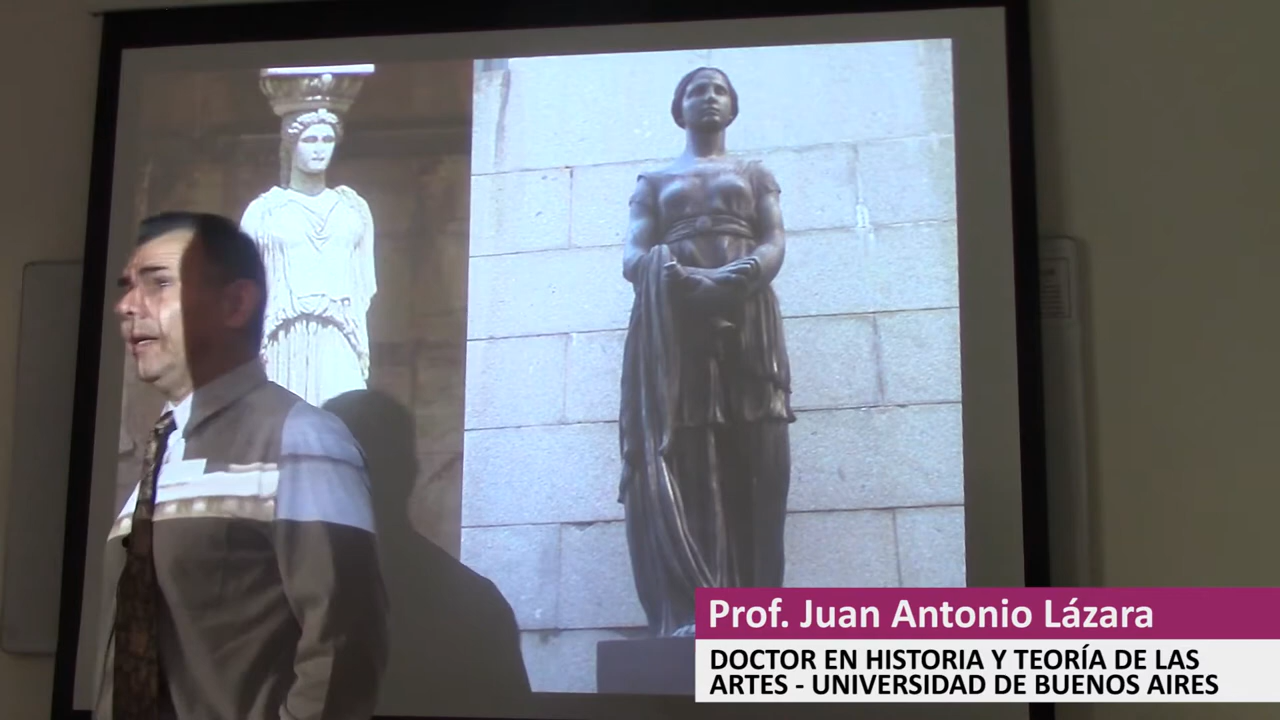 Prof. Juan Antonio Lázara
DOCTOR EN HISTORIA Y TEORÍA DE LAS
ARTES - UNIVERSIDAD DE BUENOS AIRES